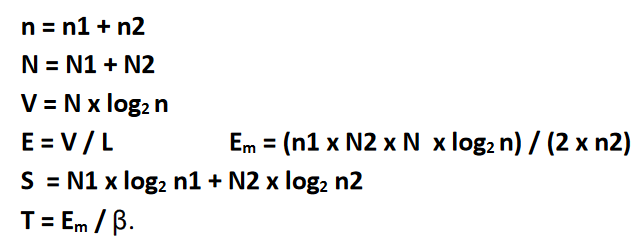 n = n1 + n2
N = N1 + N2
V = N x log₂ n
E = V / L Eₘ = (n1 x N2 x N x log₂ n) / (2 x n2)
S = N1 x log₂ n1 + N2 x log₂ n2
T = Eₘ / β.